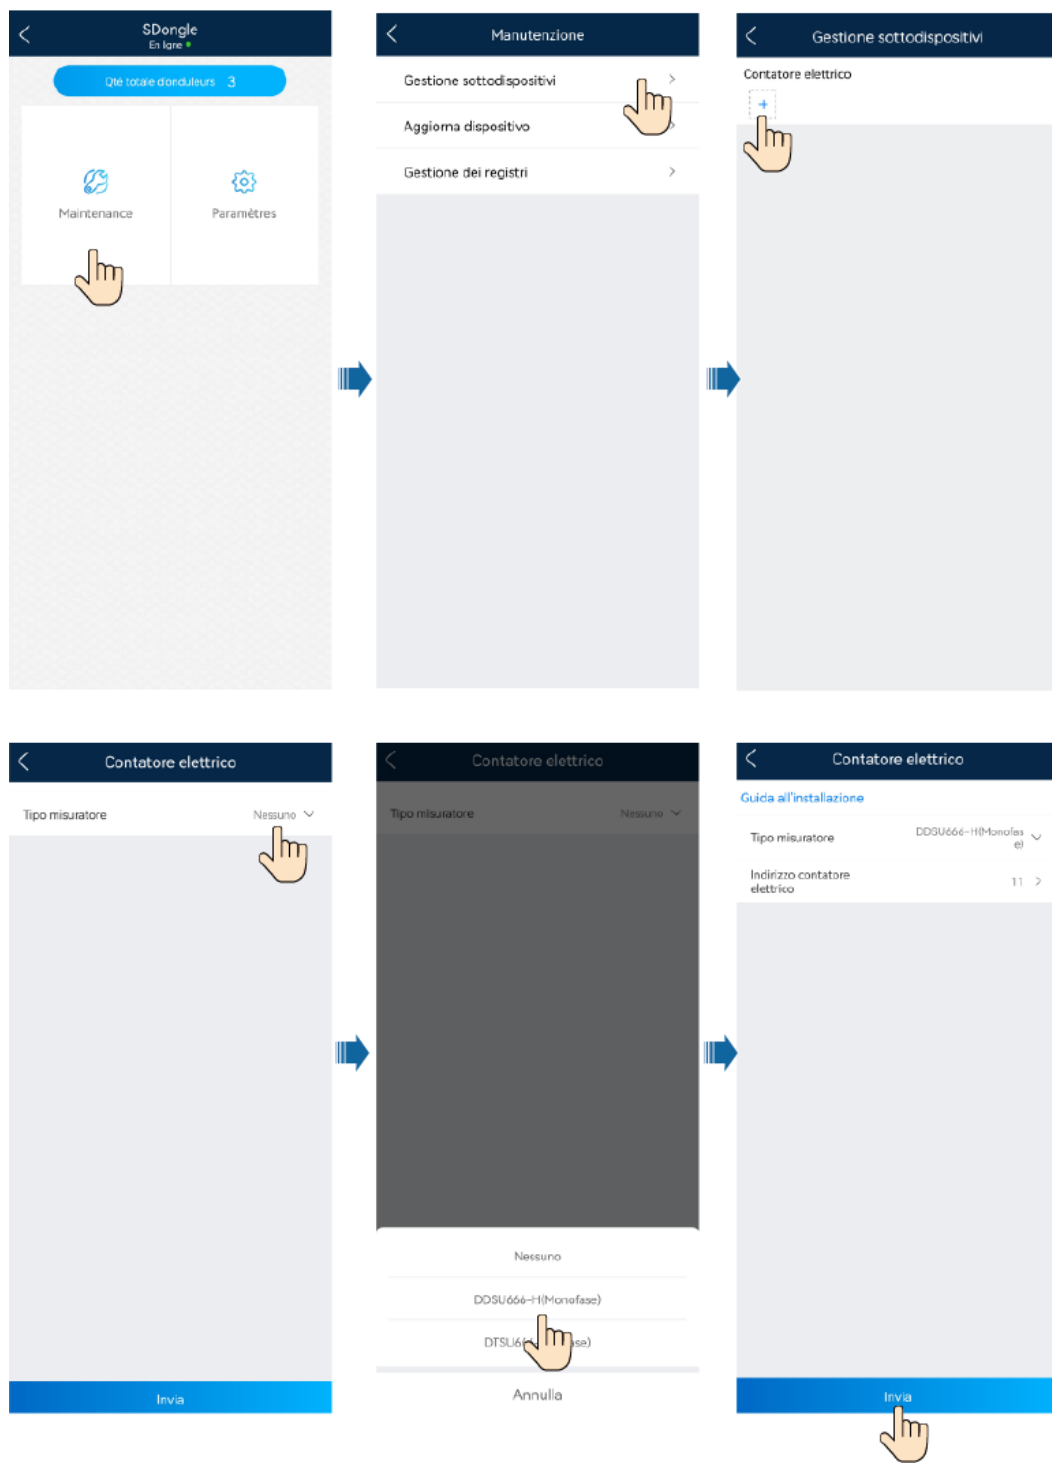 SDongle
En ligne
Qté totale d'onduleurs 3
Maintenance
Paramètres
Manutenzione
Gestione sottodispositivi
Aggiorna dispositivo
Gestione dei registri
Gestione sottodispositivi
Contatore elettrico
+
Contatore elettrico
Tipo misuratore Nessuno
Invia
Contatore elettrico
Tipo misuratore Nessuno
Nessuno
DDSU666-H(Monofase)
Annulla
Contatore elettrico
Guida all'installazione
Tipo misuratore DDSU666-H(Monofas
e)
Indirizzo contatore
elettrico 11
Invia